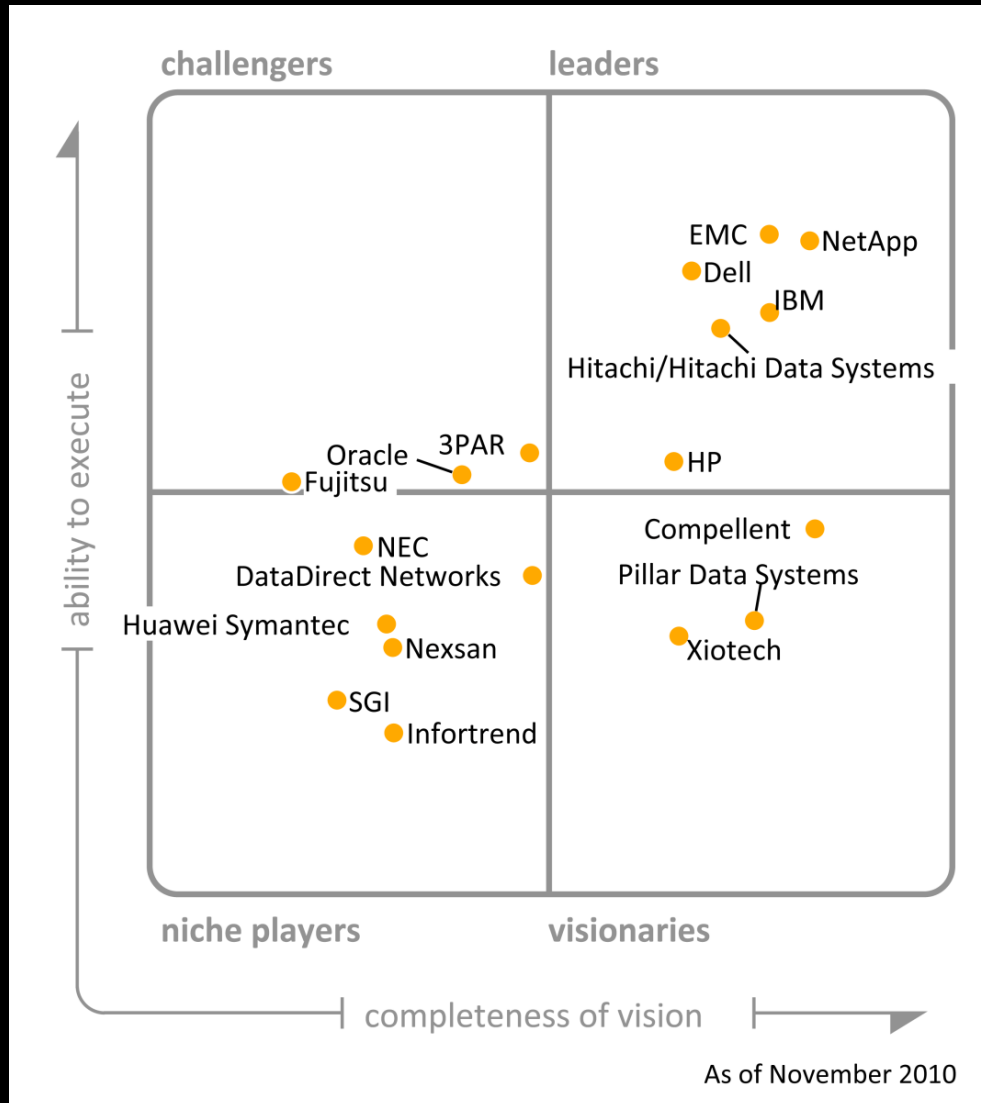 challengers
leaders
EMC
NetApp
Dell
IBM
Hitachi/Hitachi Data Systems
3PAR
Oracle
HP
Fujitsu
ability to execute
Compellent
NEC
DataDirect Networks
Pillar Data Systems
Huawei Symantec
Nexsan
Xiotech
SGI
Infortrend
niche players
visionaries
completeness of vision
As of November 2010